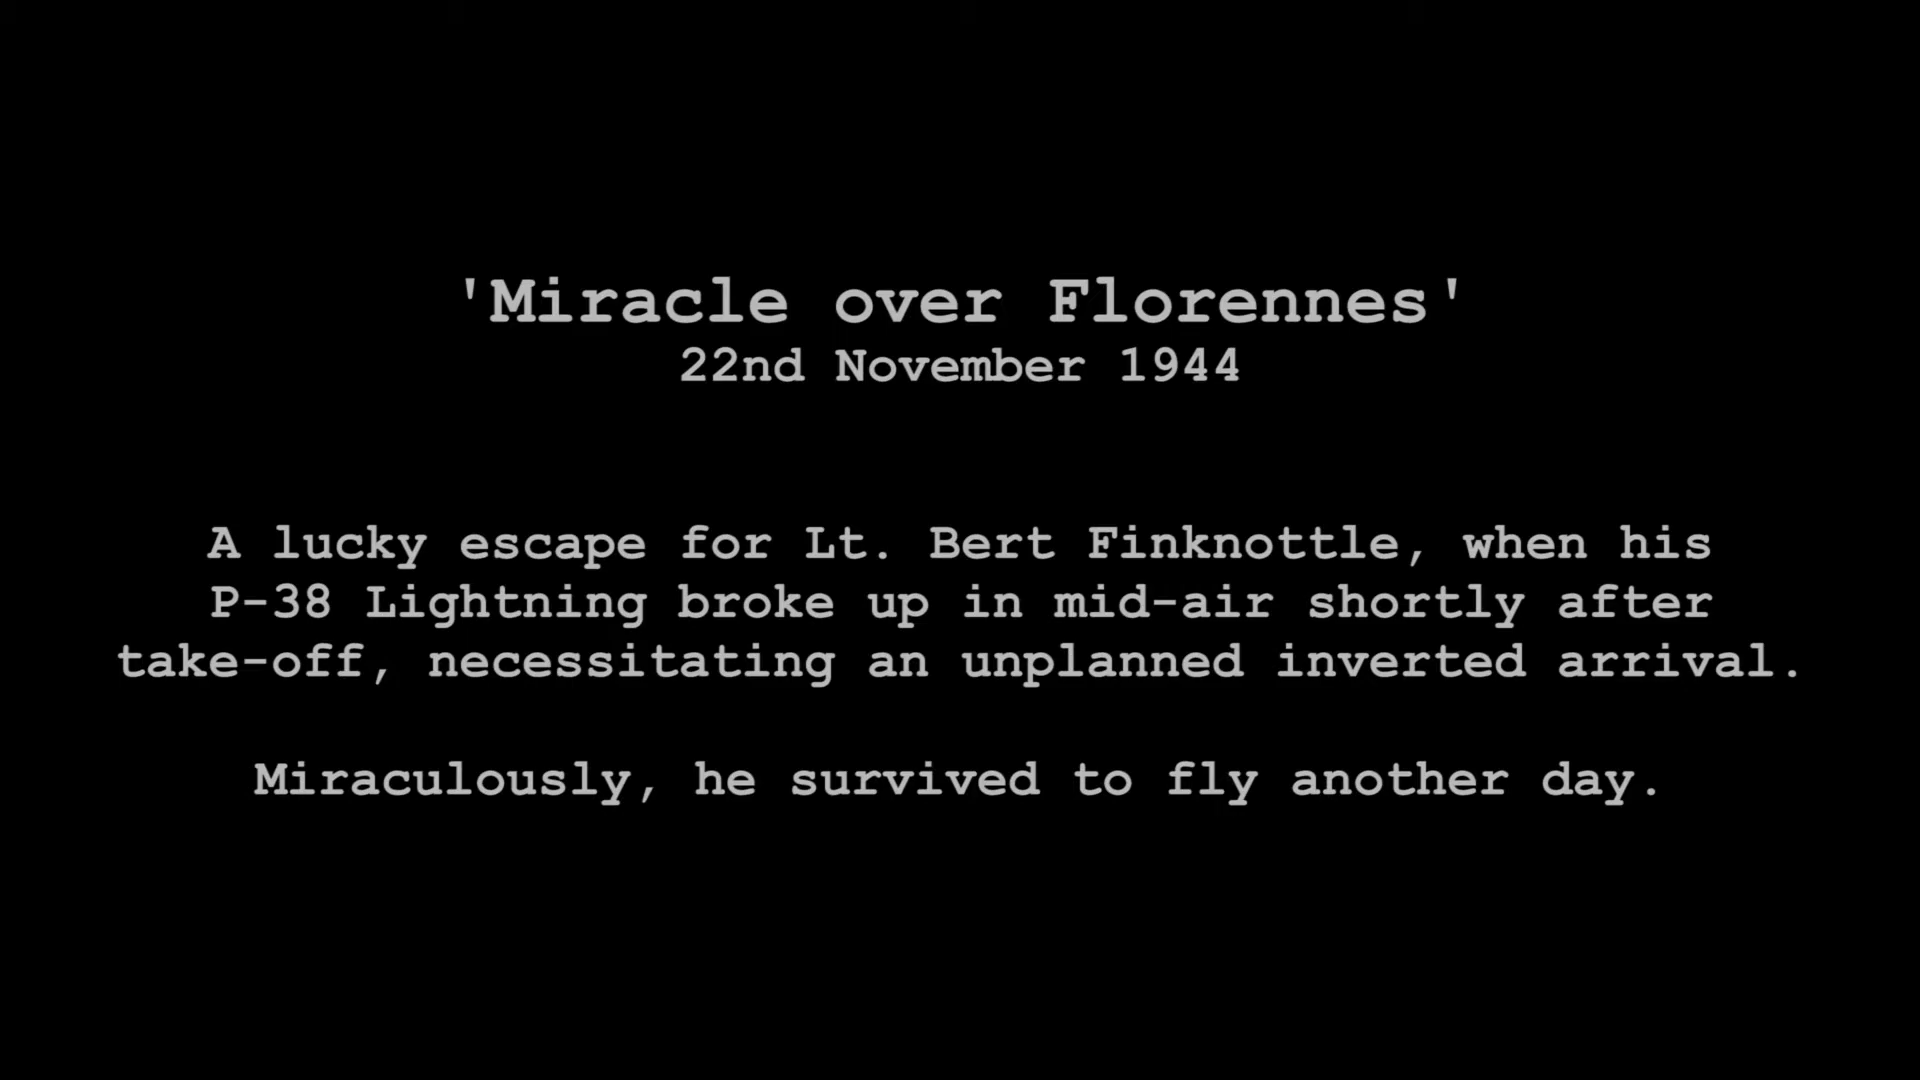 'Miracle over Florennes'
22nd November 1944
A lucky escape for Lt. Bert Finknottle, when his
P-38 Lightning broke up in mid-air shortly after
take-off, necessitating an unplanned inverted arrival.
Miraculously, he survived to fly another day.